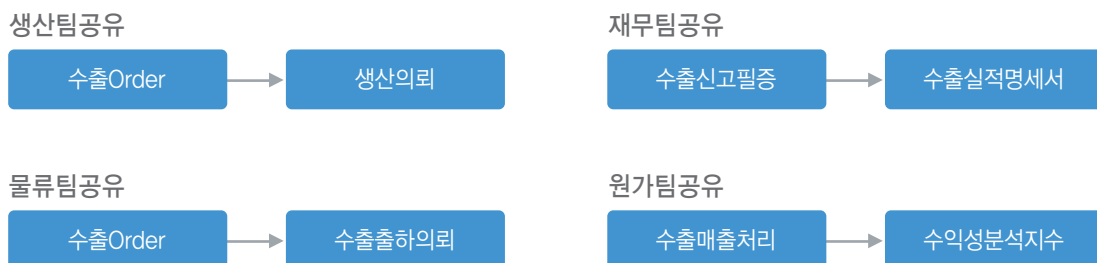 생산팀공유
수출Order
생산의뢰
재무팀공유
수출신고필증
수출실적명세서
물류팀공유
수출Order
수출출하의뢰
원가팀공유
수출매출처리
수익성분석지수